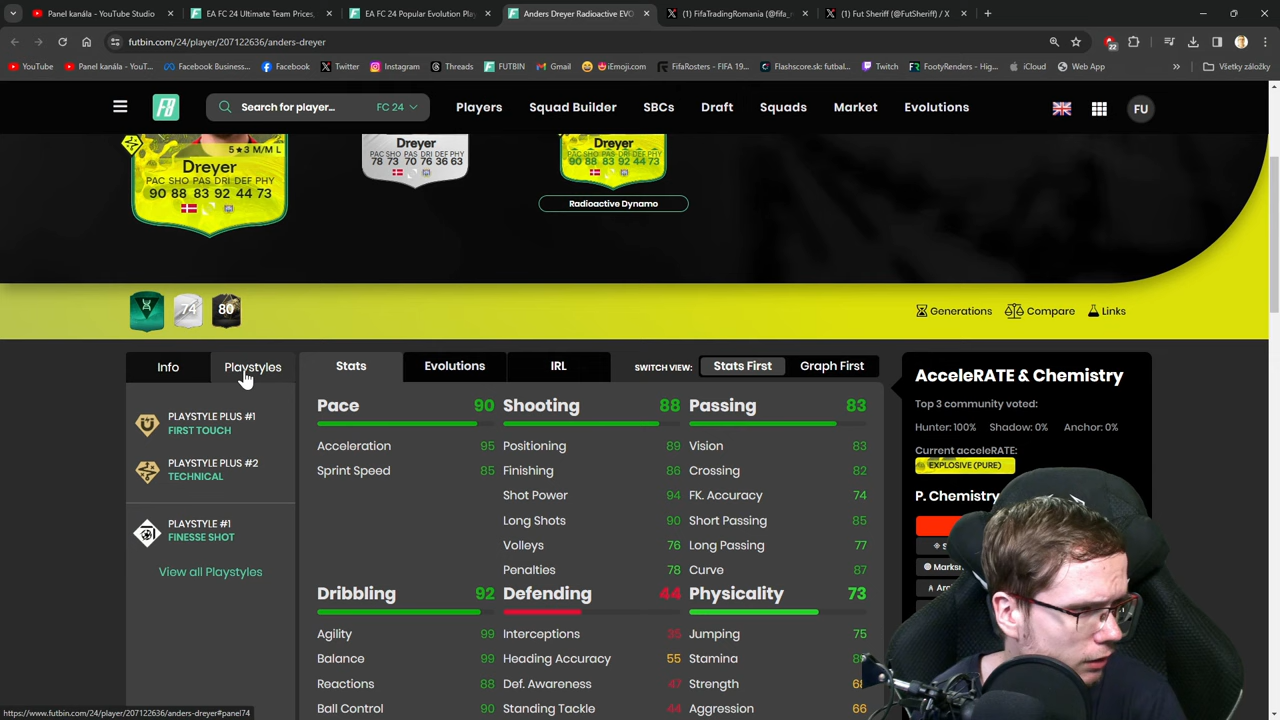 Panel kanála - YouTube Studio
EA FC 24 Ultimate Team Prices,
EA FC 24 Popular Evolution Pla
Anders Dreyer Radioactive EVO
(1) FifaTradingRomania (@fifa_
(1) Fut Sheriff (@FutSheriff) / X
futbin.com/24/player/207122636/anders-dreyer
22
YouTube
Panel kanála - YouT...
Facebook Business...
Facebook
Twitter
Instagram
Threads
FUTBIN
Gmail
iEmoji.com
FifaRosters - FIFA 19...
Flashscore.sk: futbal...
Twitch
FootyRenders - Hig...
iCloud
Web App
Všetky záložky
Search for player...
FC 24
Players
Squad Builder
SBCs
Draft
Squads
Market
Evolutions
FU
5★3 M/M L
Dreyer
PAC SHO PAS DRI DEF PHY
90 88 83 92 44 73
Dreyer
PAC SHO PAS DRI DEF PHY
78 73 70 76 36 63
Dreyer
PAC SHO PAS DRI DEF PHY
90 88 83 92 44 73
Radioactive Dynamo
74
80
Generations
Compare
Links
Info
Playstyles
PLAYSTYLE PLUS #1
FIRST TOUCH
PLAYSTYLE PLUS #2
TECHNICAL
PLAYSTYLE #1
FINESSE SHOT
View all Playstyles
Stats
Evolutions
IRL
SWITCH VIEW:
Stats First
Graph First
Pace 90
Acceleration 95
Sprint Speed 85
Shooting 88
Positioning 89
Finishing 86
Shot Power 94
Long Shots 90
Volleys 76
Penalties 78
Passing 83
Vision 83
Crossing 82
FK. Accuracy 74
Short Passing 85
Long Passing 77
Curve 87
Dribbling 92
Agility 99
Balance 99
Reactions 88
Ball Control 90
Defending 44
Interceptions 35
Heading Accuracy 55
Def. Awareness 47
Standing Tackle 44
Physicality 73
Jumping 75
Stamina
Strength
Aggression 66
AcceleRATE & Chemistry
Top 3 community voted:
Hunter: 100% Shadow: 0% Anchor: 0%
Current acceleRATE:
EXPLOSIVE (PURE)
P. Chemistry
https://www.futbin.com/24/player/207122636/anders-dreyer#panel74